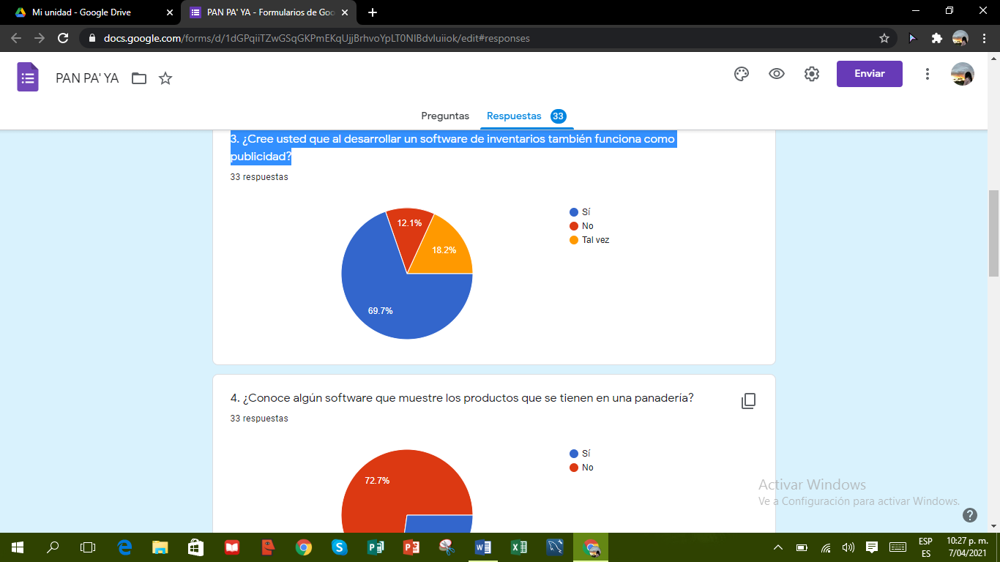 Mi unidad - Google Drive
PAN PA' YA - Formularios de Goo
docs.google.com/forms/d/1dGPqiiTZwGSqGKPmEKqUjjBrhvoYpLT0NIBdvluiiok/edit#responses
PAN PA' YA
Enviar
Preguntas
Respuestas 33
3. ¿Cree usted que al desarrollar un software de inventarios también funciona como
publicidad?
33 respuestas
12.1%
18.2%
69.7%
Sí
No
Tal vez
4. ¿Conoce algún software que muestre los productos que se tienen en una panadería?
33 respuestas
72.7%
Sí
No
Activar Windows
Ve a Configuración para activar Windows.
ESP
ES
10:27 p. m.
7/04/2021